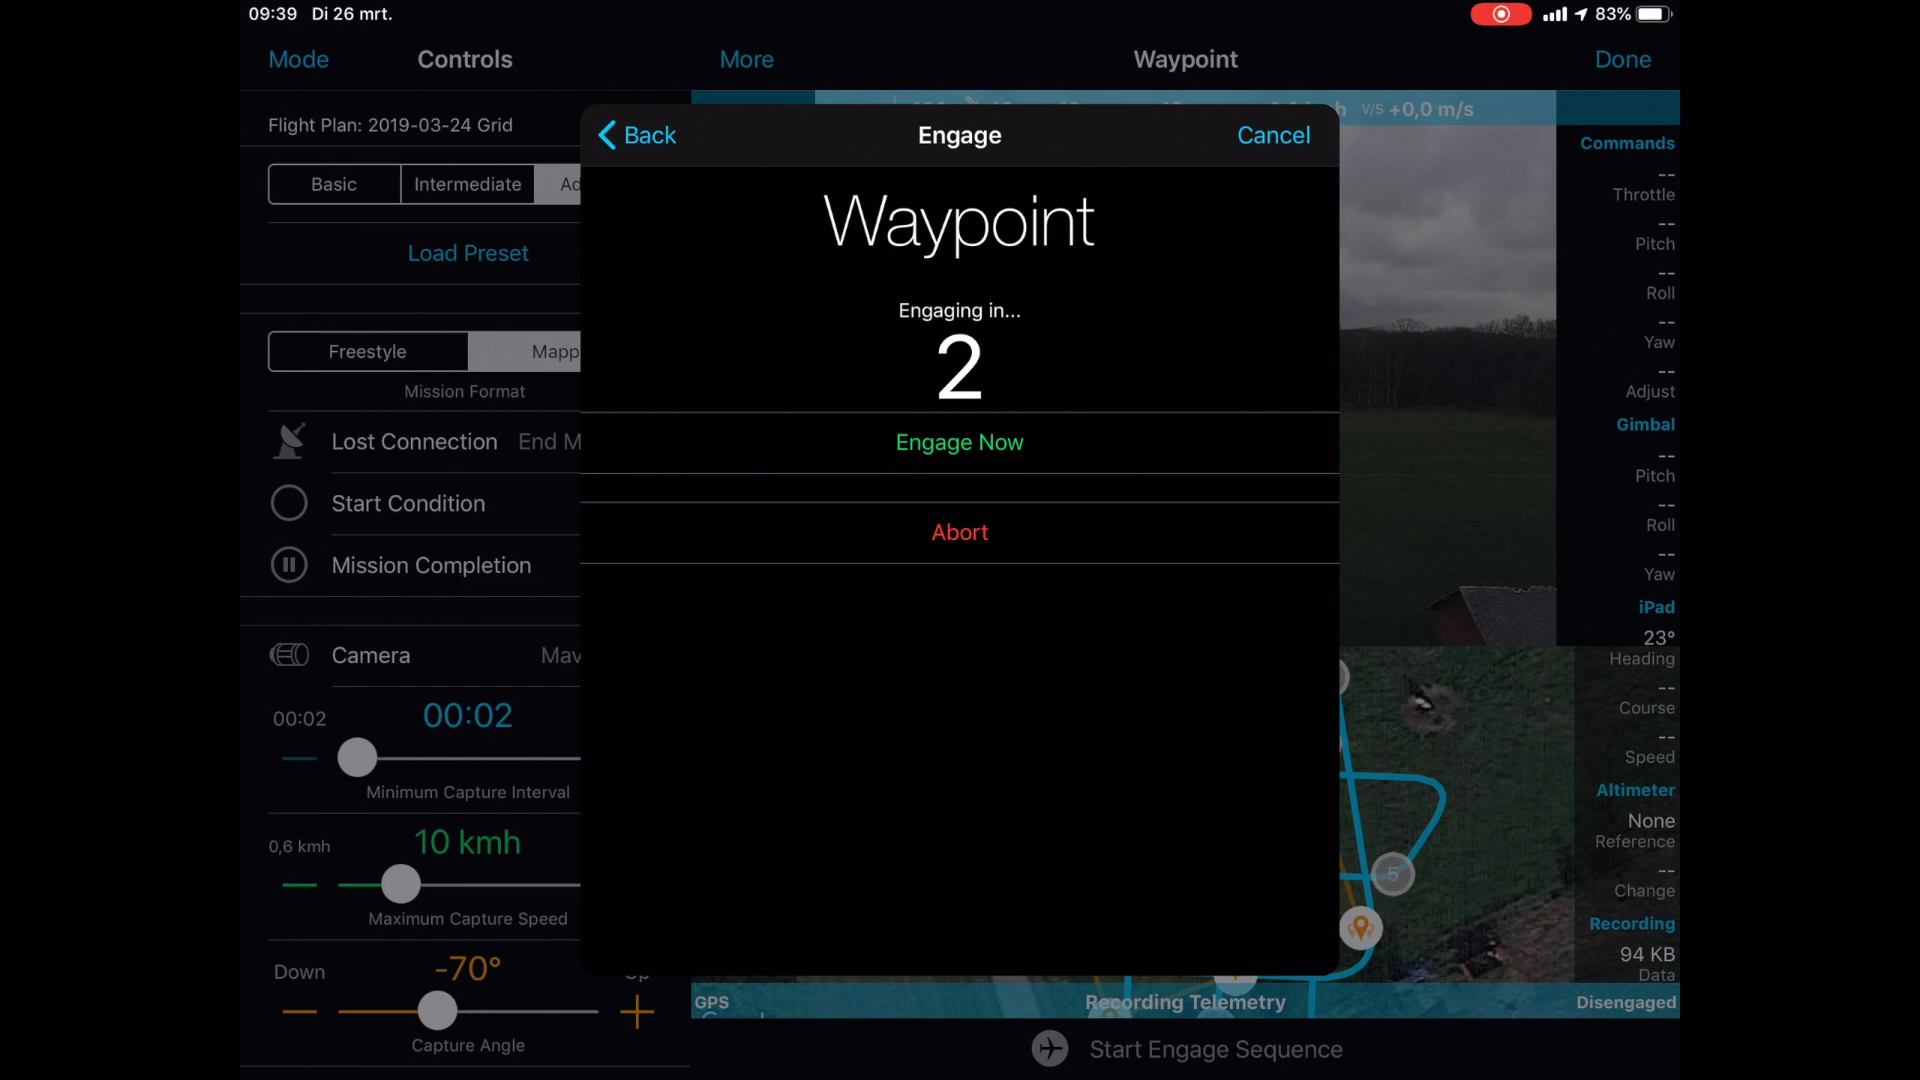 09:39 Di 26 mrt. 83%
Mode Controls More Waypoint Done
Flight Plan: 2019-03-24 Grid
Basic Intermediate
Load Preset
Freestyle
Mission Format
Lost Connection
Start Condition
Mission Completion
Camera
00:02 00:02
Minimum Capture Interval
0,6 kmh 10 kmh
Maximum Capture Speed
Down -70°
Capture Angle
Back Engage Cancel
Waypoint
Engaging in...
2
Engage Now
Abort
V/S +0,0 m/s
Commands
--
Throttle
--
Pitch
--
Roll
--
Yaw
--
Adjust
Gimbal
--
Pitch
--
Roll
--
Yaw
iPad
23°
Heading
--
Course
--
Speed
Altimeter
None
Reference
--
Change
Recording
94 KB
Data
5
GPS Recording Telemetry Disengaged
Start Engage Sequence